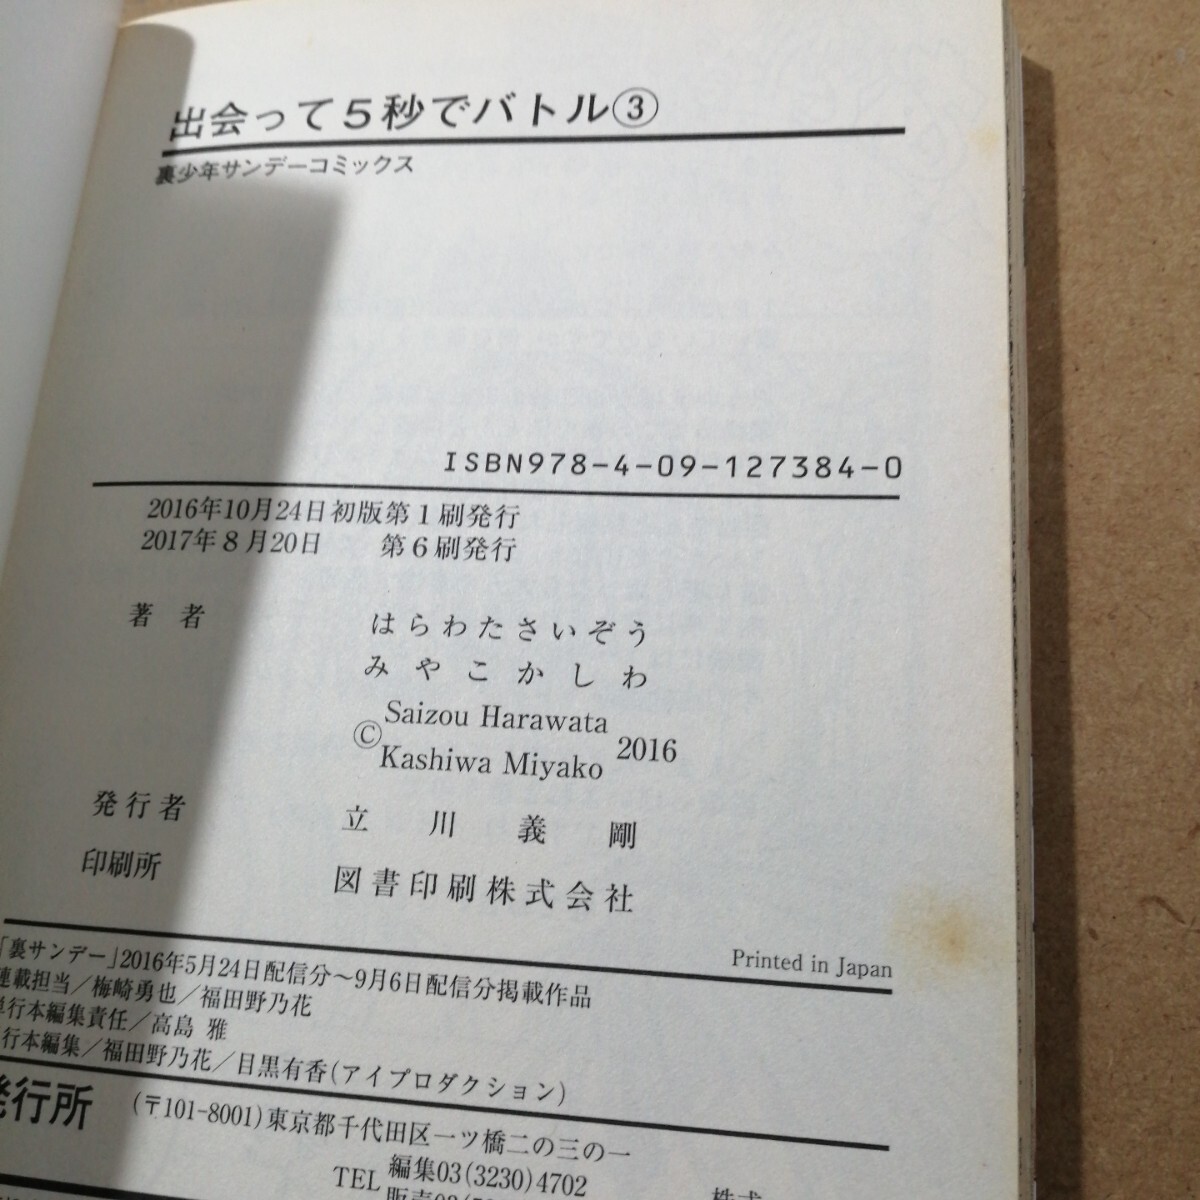 出会って5秒でバトル③
裏少年サンデーコミックス
ISBN978-4-09-127384-0
2016年10月24日初版第1刷発行
2017年8月20日 第6刷発行
著者 はらわたさいぞう
みやこかしわ
© Saizou Harawata
Kashiwa Miyako 2016
発行者 立川義剛
印刷所 図書印刷株式会社
Printed in Japan
「裏サンデー」2016年5月24日配信分～9月6日配信分掲載作品
連載担当／梅崎勇也／福田野乃花
単行本編集責任／高島 雅
行本編集／福田野乃花／目黒有香(アイプロダクション)
発行所 (〒101-8001)東京都千代田区一ツ橋二の三の一
TEL 編集03(3230)4702
販売03 株式